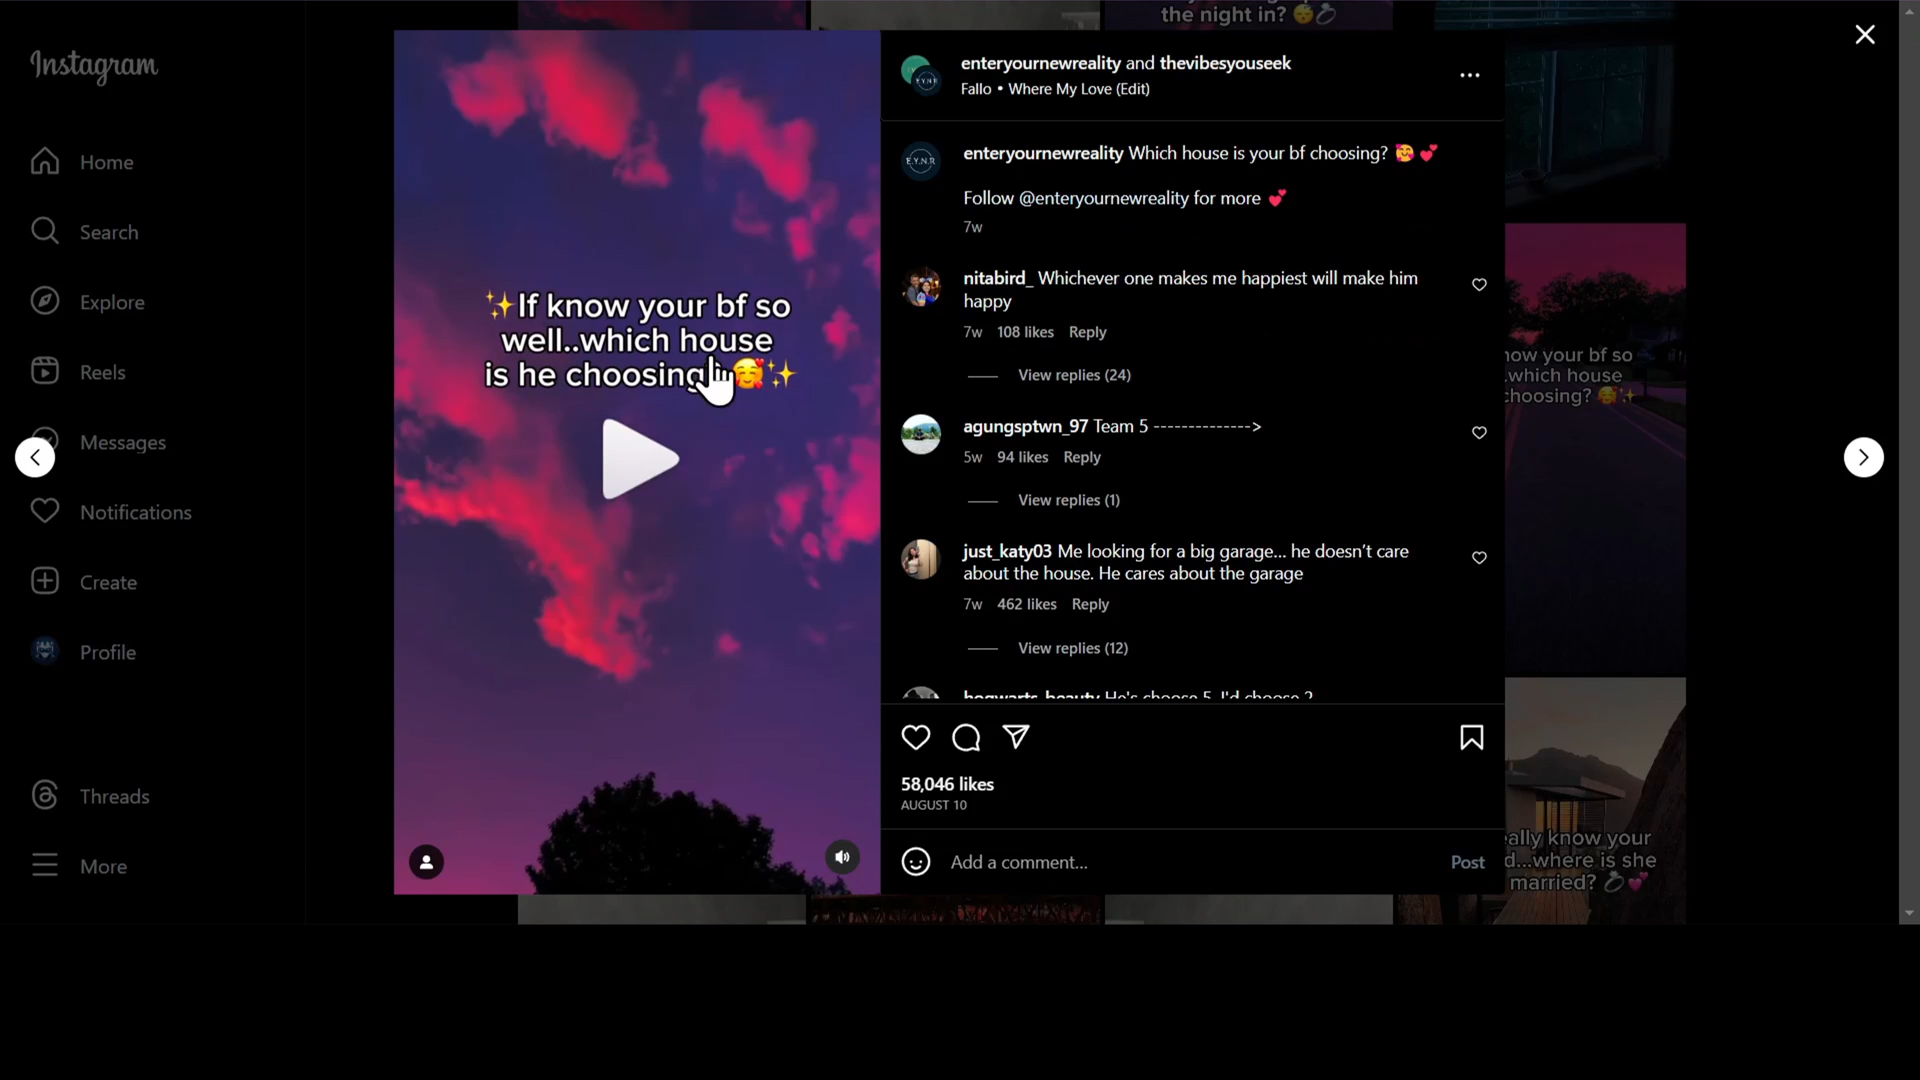 the night in? 😴💍
Instagram
Home
Search
Explore
Reels
Messages
Notifications
Create
Profile
Threads
More
✨If know your bf so
well..which house
is he choosing 🥰✨
enteryournewreality and thevibesyouseek
Fallo • Where My Love (Edit)
E.Y.N.R
enteryournewreality Which house is your bf choosing? 🥰 💕
Follow @enteryournewreality for more 💕
7w
nitabird_ Whichever one makes me happiest will make him
happy
7w 108 likes Reply
View replies (24)
agungsptwn_97 Team 5 -------------->
5w 94 likes Reply
View replies (1)
just_katy03 Me looking for a big garage... he doesn't care
about the house. He cares about the garage
7w 462 likes Reply
View replies (12)
hogwarts_beauty He's choose 5, I'd choose 2
58,046 likes
AUGUST 10
Add a comment...
Post
now your bf so
which house
choosing? 🥰✨
ally know your
d...where is she
married? 💍💕